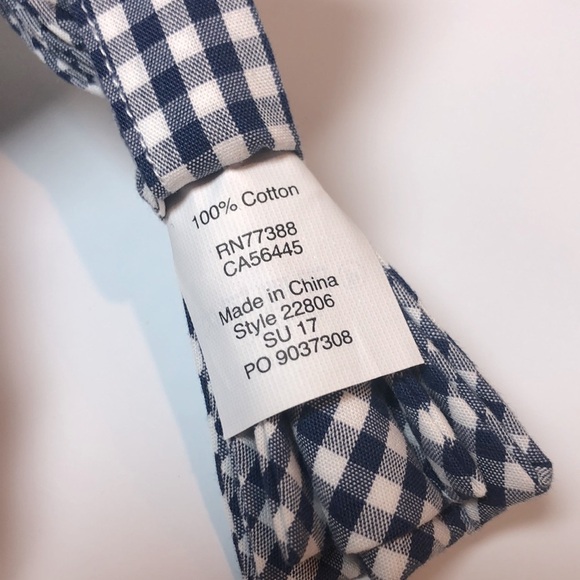 100% Cotton
RN77388
CA56445
Made in China
Style 22806
SU 17
PO 9037308